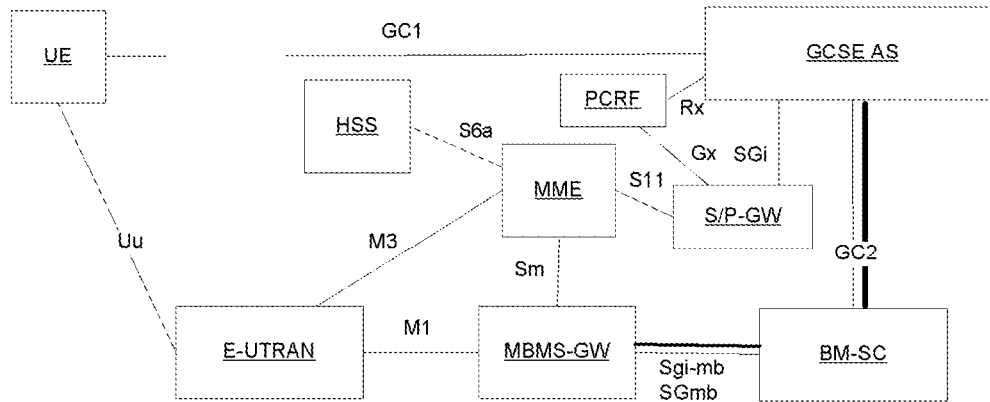 GC1
UE
GCSE AS
PCRF
Rx
HSS
S6a
Gx
SGi
MME
S11
S/P-GW
Uu
M3
Sm
GC2
M1
E-UTRAN
MBMS-GW
BM-SC
Sgi-mb
SGmb